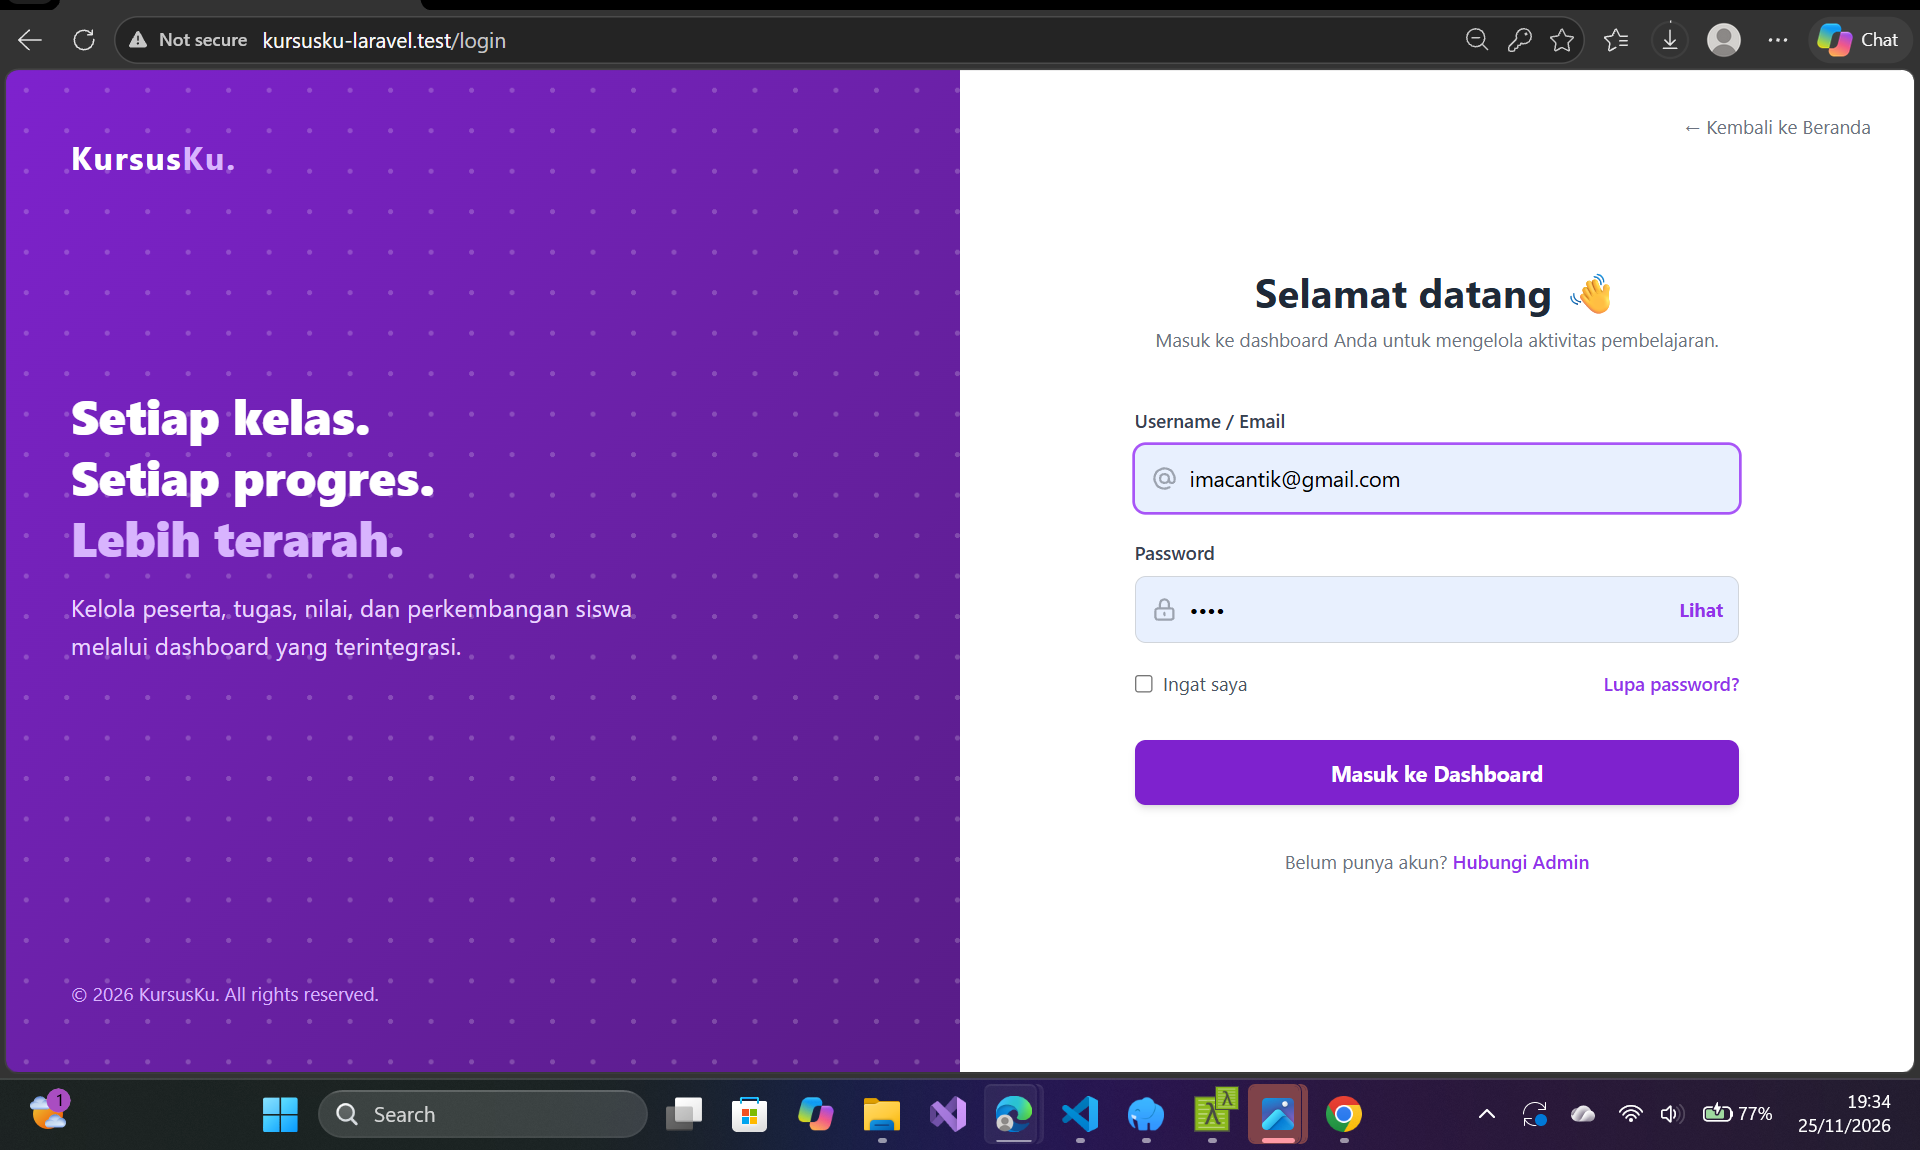 Not secure kursusku-laravel.test/login
Chat
KursusKu.
Setiap kelas.
Setiap progres.
Lebih terarah.
Kelola peserta, tugas, nilai, dan perkembangan siswa
melalui dashboard yang terintegrasi.
© 2026 KursusKu. All rights reserved.
← Kembali ke Beranda
Selamat datang 👋
Masuk ke dashboard Anda untuk mengelola aktivitas pembelajaran.
Username / Email
@ imacantik@gmail.com
Password
•••• Lihat
Ingat saya Lupa password?
Masuk ke Dashboard
Belum punya akun? Hubungi Admin
1
Search
77%
19:34
25/11/2026